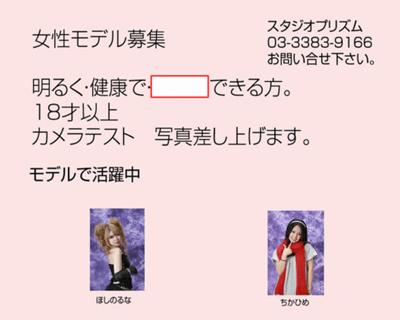 女性モデル募集
スタジオプリズム
03-3383-9166
お問い合せ下さい。
明るく・健康で・
できる方。
18才以上
カメラテスト　写真差し上げます。
モデルで活躍中
ほしのるな
ちかひめ